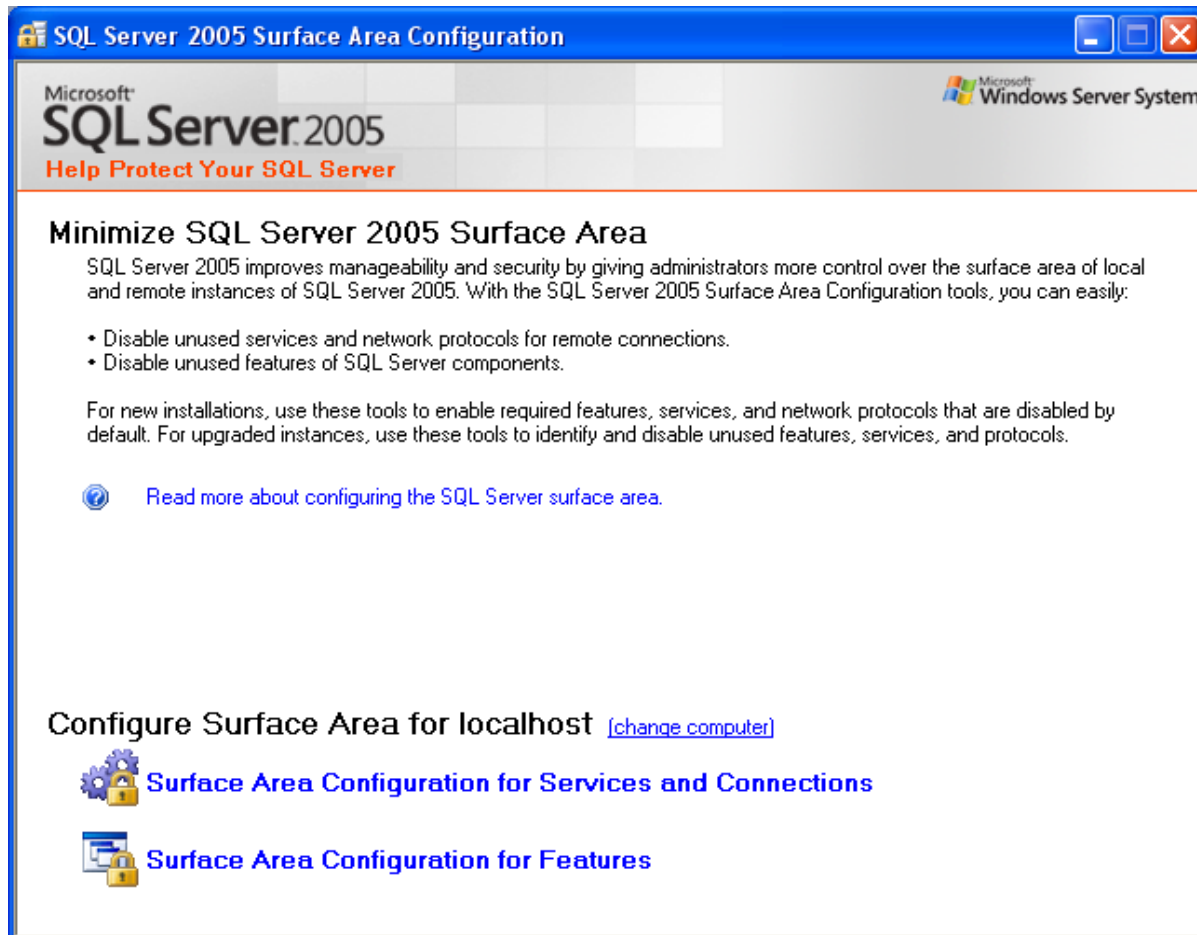 SQL Server 2005 Surface Area Configuration
Microsoft
SQL Server 2005
Help Protect Your SQL Server
Microsoft
Windows Server System
Minimize SQL Server 2005 Surface Area
SQL Server 2005 improves manageability and security by giving administrators more control over the surface area of local
and remote instances of SQL Server 2005. With the SQL Server 2005 Surface Area Configuration tools, you can easily:
• Disable unused services and network protocols for remote connections.
• Disable unused features of SQL Server components.
For new installations, use these tools to enable required features, services, and network protocols that are disabled by
default. For upgraded instances, use these tools to identify and disable unused features, services, and protocols.
Read more about configuring the SQL Server surface area.
Configure Surface Area for localhost (change computer)
Surface Area Configuration for Services and Connections
Surface Area Configuration for Features